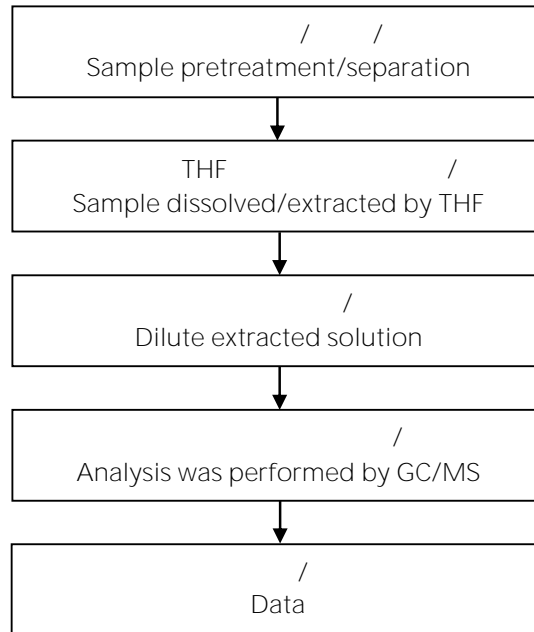 / /
Sample pretreatment/separation
THF /
Sample dissolved/extracted by THF
/
Dilute extracted solution
/
Analysis was performed by GC/MS
/
Data